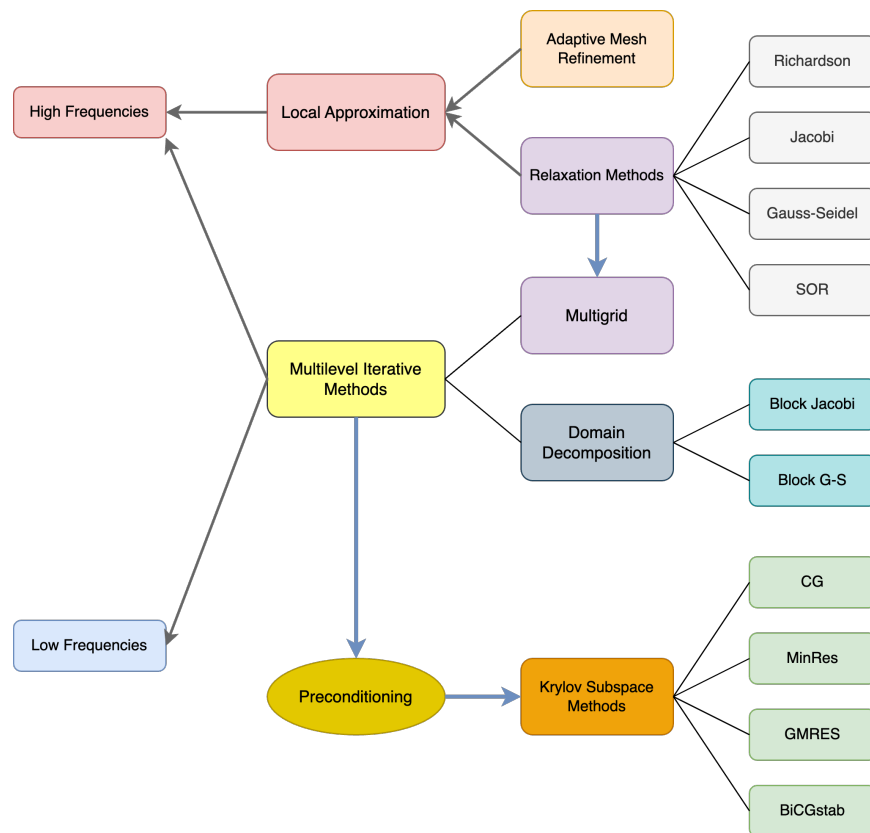 Adaptive Mesh
Refinement
Richardson
High Frequencies
Local Approximation
Jacobi
Relaxation Methods
Gauss-Seidel
SOR
Multigrid
Multilevel Iterative
Methods
Block Jacobi
Domain
Decomposition
Block G-S
CG
Low Frequencies
MinRes
Preconditioning
Krylov Subspace
Methods
GMRES
BiCGstab